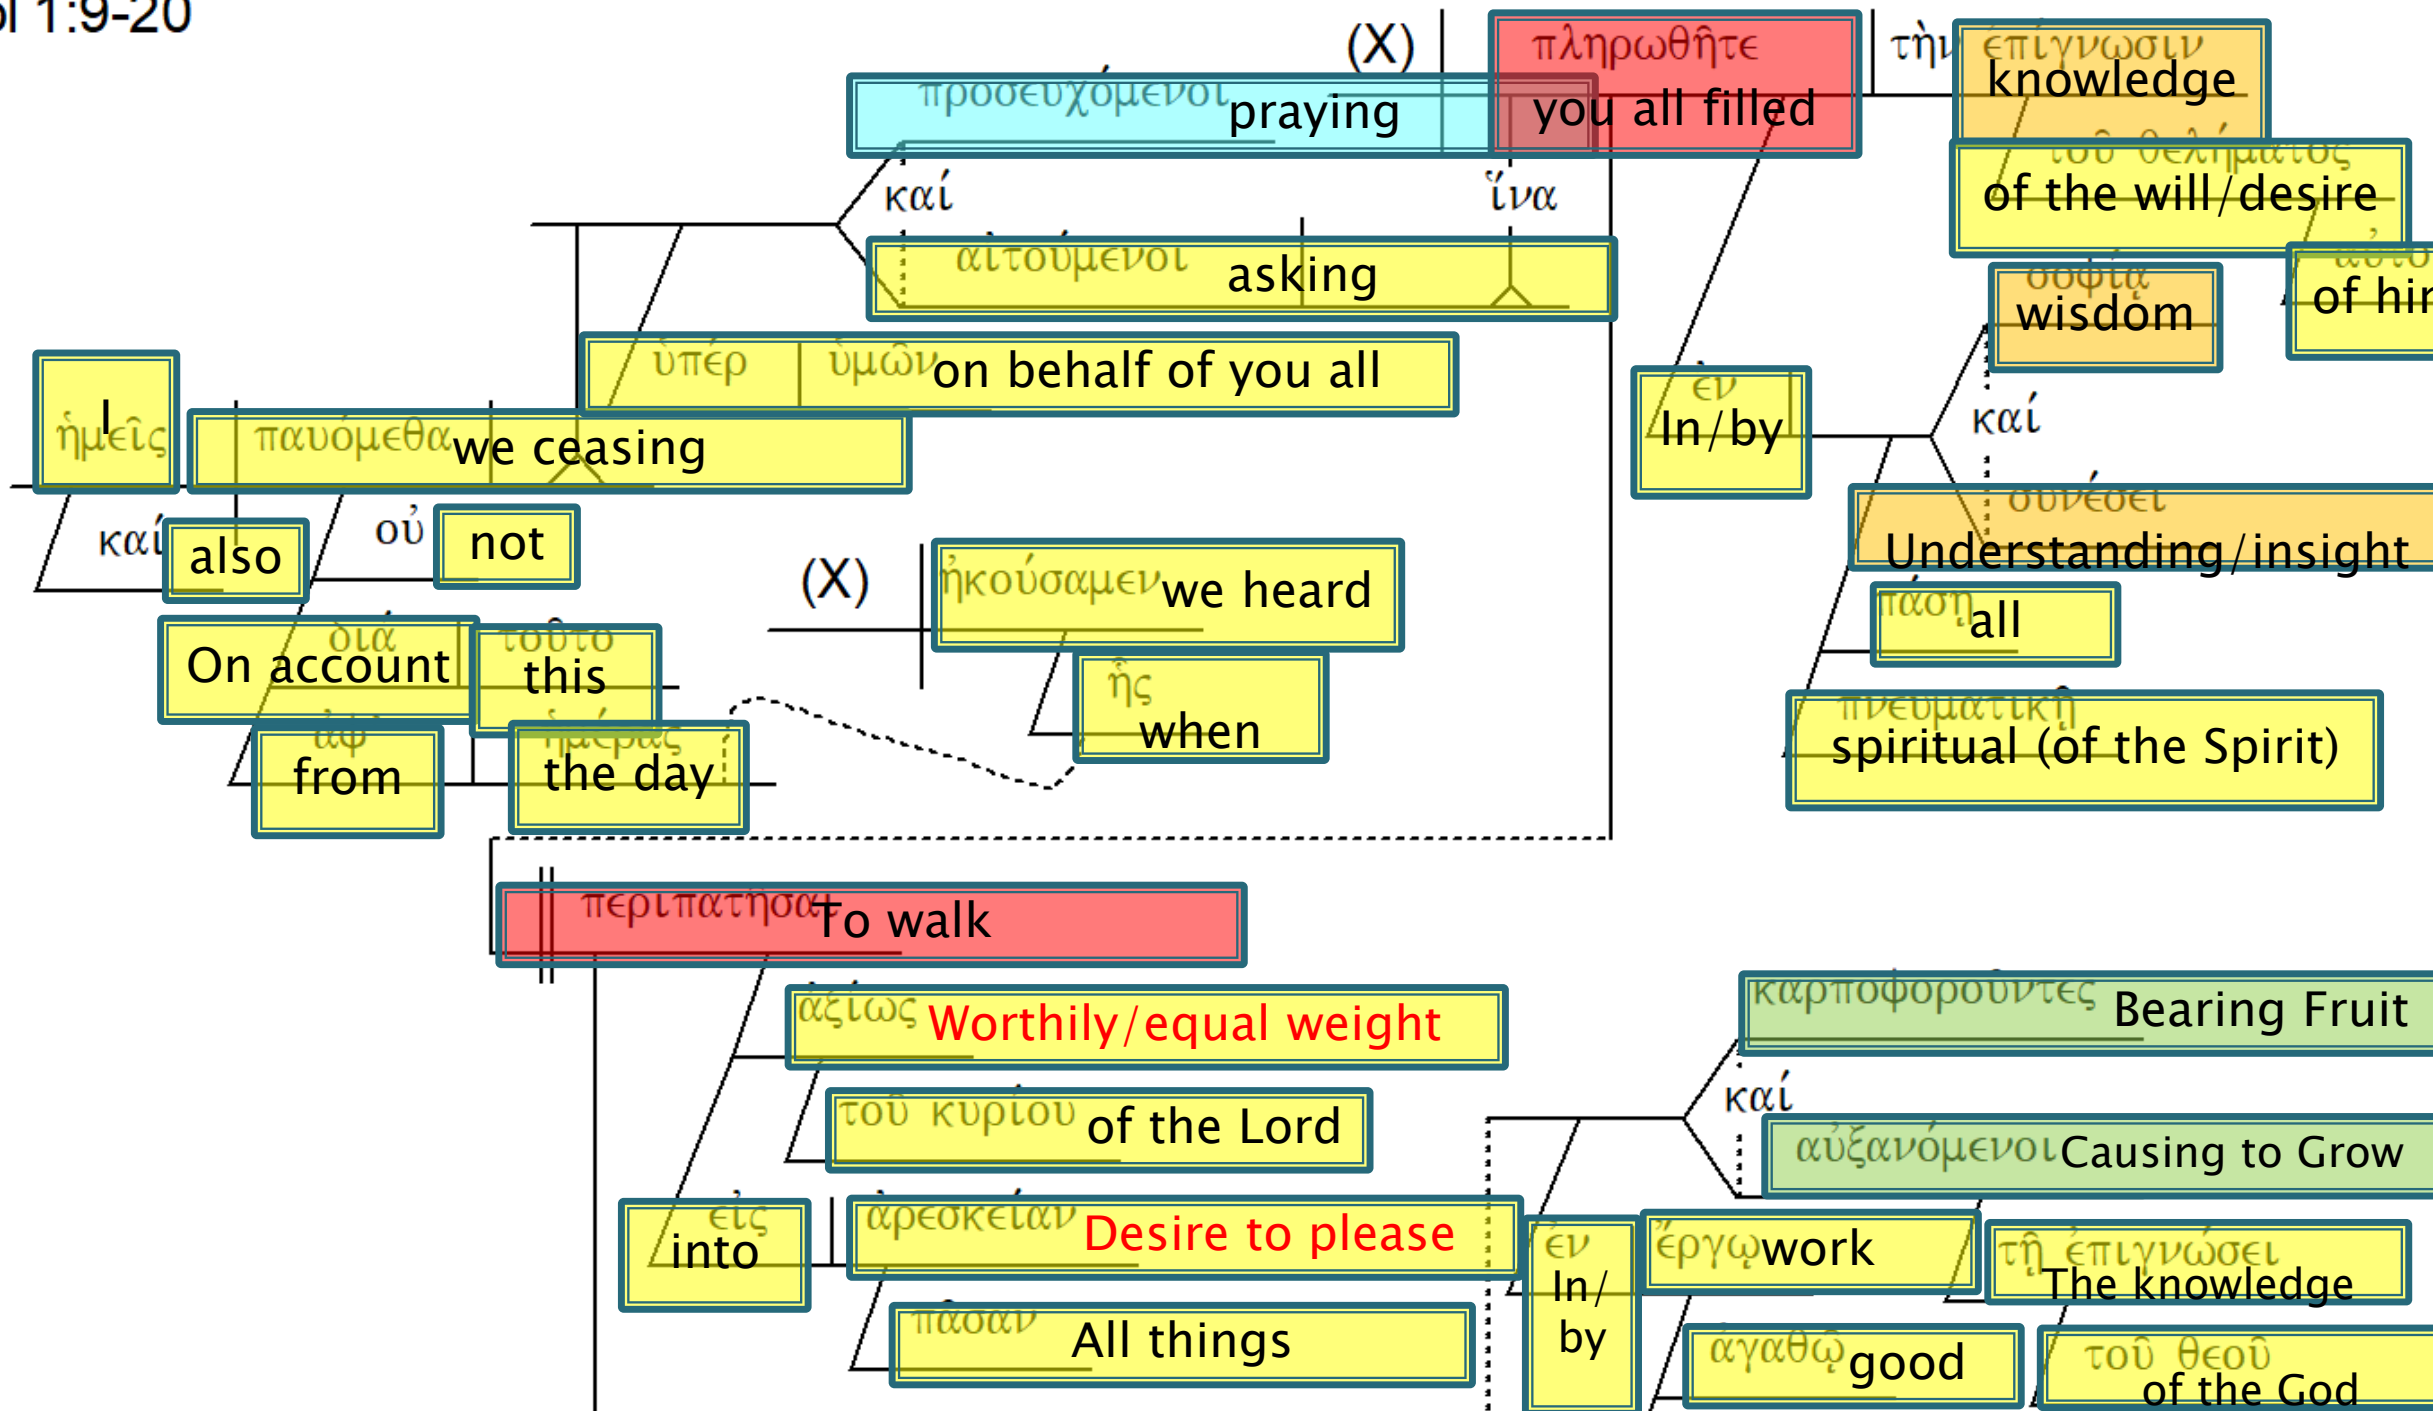 ol 1:9-20
(X)
πληρωθῆτε
you all filled
τὴν ἐπίγνωσιν
knowledge
προσευχόμενοι praying
τοῦ θελήματος
of the will/desire
καί
ἵνα
αἰτούμενοι asking
σοφίᾳ
wisdom
of
ὑπέρ ὑμῶν on behalf of you all
ἐν
In/by
καί
I
ἡμεῖς
παυόμεθα we ceasing
συνέσει
Understanding/insight
καί also
οὐ not
(X)
ἠκούσαμεν we heard
πάσῃ all
διά
On account
τοῦτο
this
ἧς
when
πνευματικῇ
spiritual (of the Spirit)
ἀφ'
from
ἡμέρας
the day
περιπατῆσαι To walk
ἀξίως Worthily/equal weight
καρποφοροῦντες Bearing Fruit
τοῦ κυρίου of the Lord
καί
αὐξανόμενοι Causing to Grow
εἰς
into
ἀρεσκείαν Desire to please
ἐν
In/
by
ἔργῳ work
τῇ ἐπιγνώσει
The knowledge
πᾶσαν All things
ἀγαθῷ good
τοῦ θεοῦ
of the God